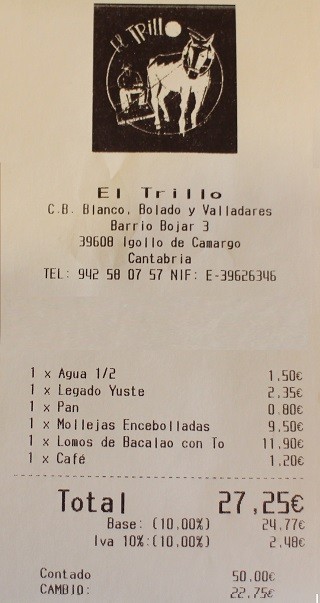 El Trillo
El Trillo
C.B. Blanco, Bolado y Valladares
Barrio Bojar 3
39608 Igollo de Camargo
Cantabria
TEL: 942 58 07 57 NIF: E-39626346
1 x Agua 1/2 1,50€
1 x Legado Yuste 2,35€
1 x Pan 0,80€
1 x Mollejas Encebolladas 9,50€
1 x Lomos de Bacalao con To 11,90€
1 x Café 1,20€
Total 27,25€
Base: (10,00%) 24,77€
Iva 10%:(10,00%) 2,48€
Contado 50,00€
CAMBIO: 22,75€